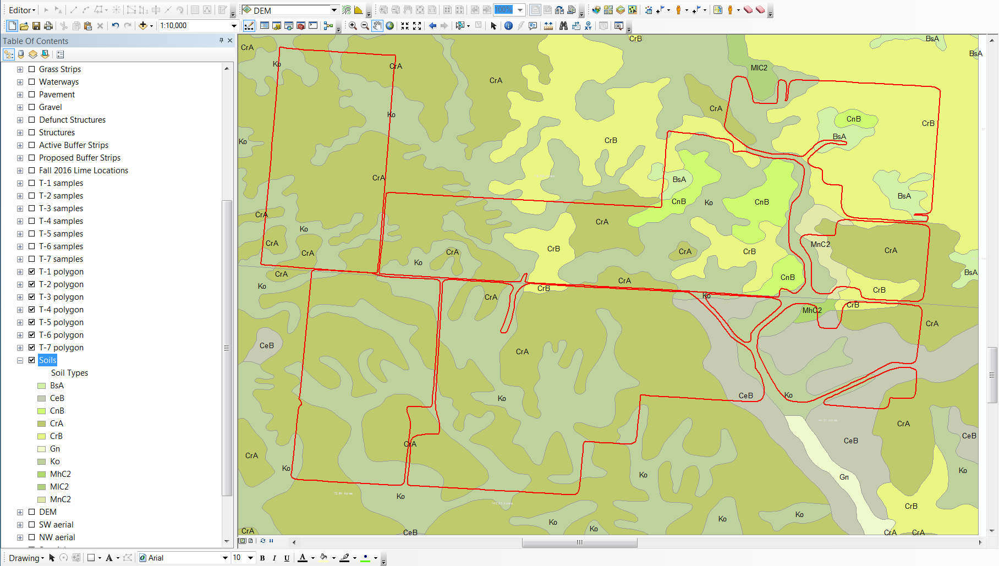 Editor
DEM
100%
1:10,000
Table Of Contents
Grass Strips
Waterways
Pavement
Gravel
Defunct Structures
Structures
Active Buffer Strips
Proposed Buffer Strips
Fall 2016 Lime Locations
T-1 samples
T-2 samples
T-3 samples
T-4 samples
T-5 samples
T-6 samples
T-7 samples
T-1 polygon
T-2 polygon
T-3 polygon
T-4 polygon
T-5 polygon
T-6 polygon
T-7 polygon
Soils
Soil Types
BsA
CeB
CnB
CrA
CrB
Gn
Ko
MhC2
MlC2
MnC2
DEM
SW aerial
NW aerial
CrB
BsA
CrA
BsA
Ko
CrA
MlC2
CrA
CrA
Ko
CnB
CrB
BsA
CrB
Ko
CrA
BsA
BsA
CnB
Ko
CnB
CrA
CrA
Ko
CrA
MnC2
CrB
CrA
CrA
CrA
CrB
CrA
Ko
BsA
CrA
CnB
CrA
Ko
CrB
CrB
Ko
CrA
CrB
MhC2
CrA
CeB
CrA
CeB
Ko
Ko
CrA
CeB
CeB
CrA
CrA
Ko
Ko
Ko
Gn
72.84 Acres
Ko
CrB
Ko
Ko
Ko
Ko
CrA
CeB
CrA
CrA
Drawing
Arial
10
B
I
U
A